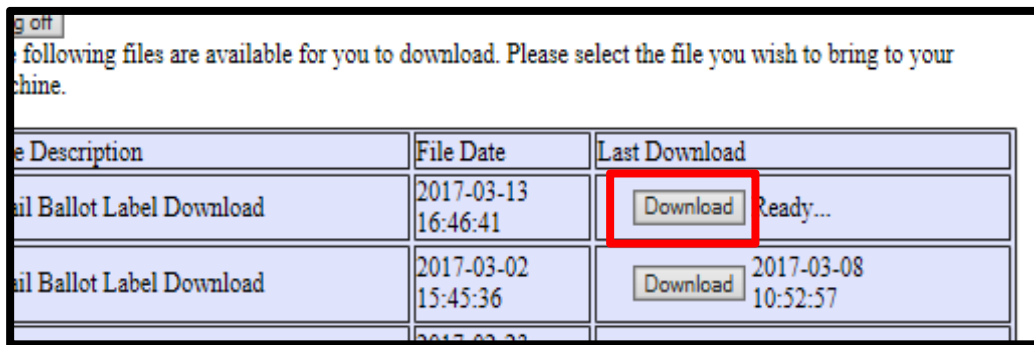 g off
following files are available for you to download. Please select the file you wish to bring to your
chine.
e Description File Date Last Download
ail Ballot Label Download 2017-03-13 16:46:41 Download Ready...
ail Ballot Label Download 2017-03-02 15:45:36 Download 2017-03-08 10:52:57